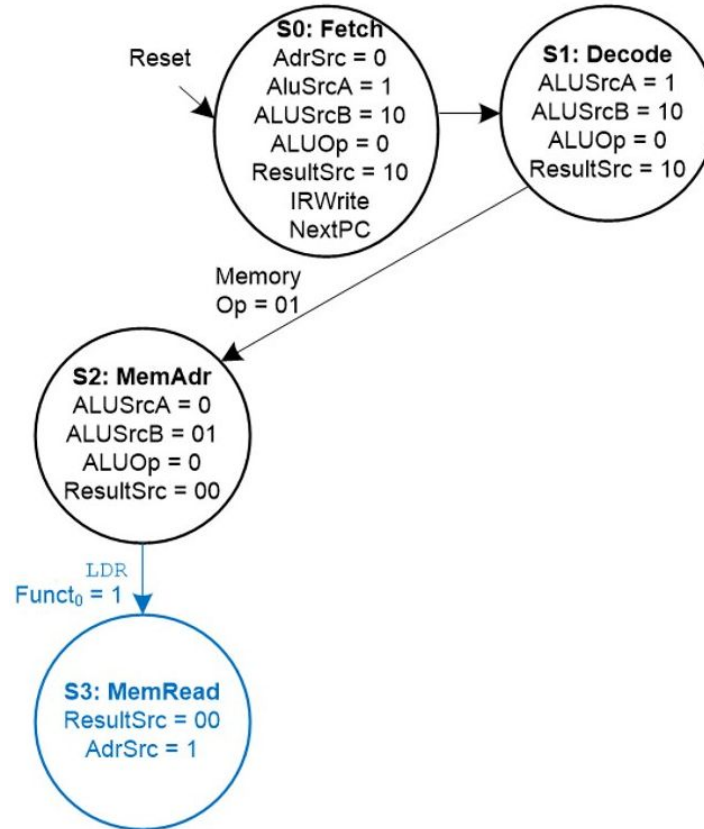 Reset
S0: Fetch
AdrSrc = 0
AluSrcA = 1
ALUSrcB = 10
ALUOp = 0
ResultSrc = 10
IRWrite
NextPC
S1: Decode
ALUSrcA = 1
ALUSrcB = 10
ALUOp = 0
ResultSrc = 10
Memory
Op = 01
S2: MemAdr
ALUSrcA = 0
ALUSrcB = 01
ALUOp = 0
ResultSrc = 00
LDR
Funct₀ = 1
S3: MemRead
ResultSrc = 00
AdrSrc = 1